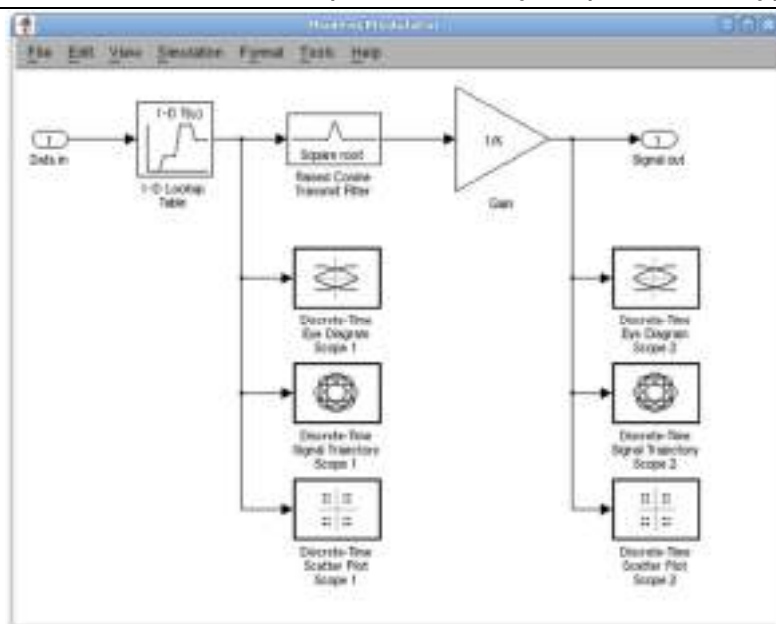 File Edit View Simulation Format Tools Help
1-D T(u)
1
Data in
1-D Lookup
Table
Square root
Raised Cosine
Transmit Filter
Gain
1
Signal out
Discrete-Time
Eye Diagram
Scope 1
Discrete-Time
Eye Diagram
Scope 2
Discrete-Time
Signal Trajectory
Scope 1
Discrete-Time
Signal Trajectory
Scope 2
Discrete-Time
Scatter Plot
Scope 1
Discrete-Time
Scatter Plot
Scope 2